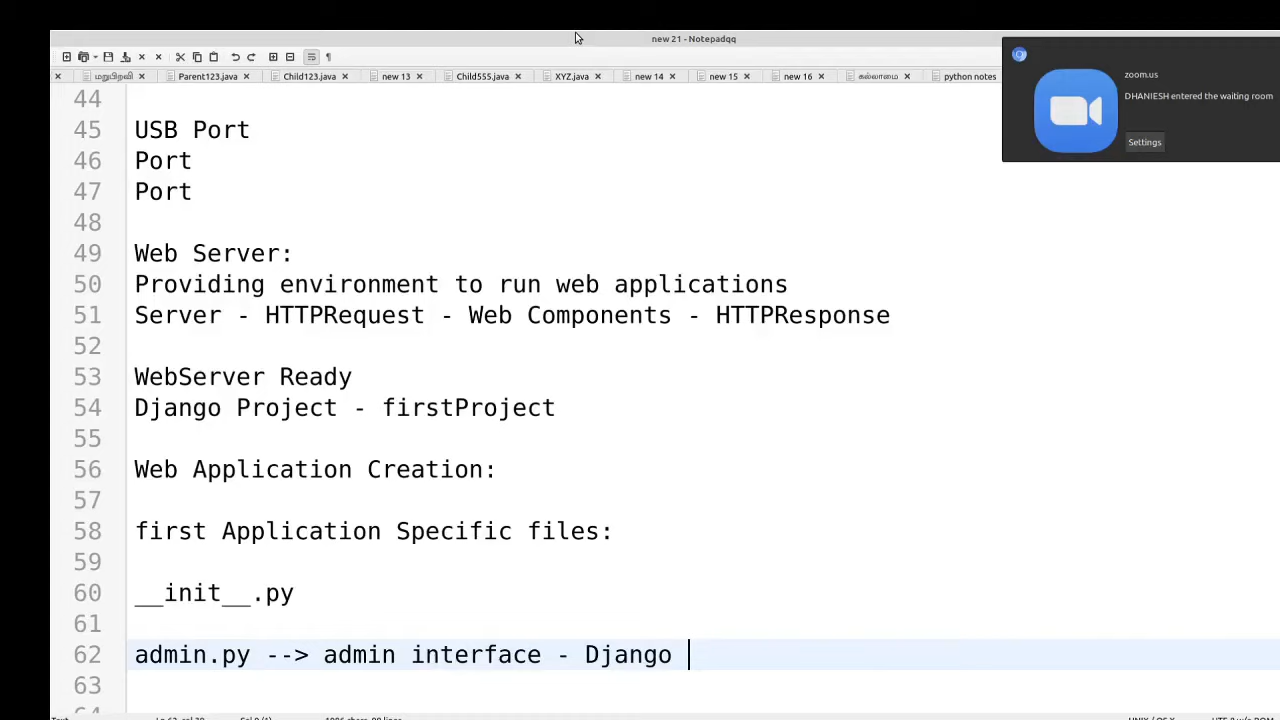 new 21 - Notepadqq
மறுபிறவி Parent123.java Child123.java new 13 Child555.java XYZ.java new 14 new 15 new 16 கல்லாமை python notes
zoom.us
DHANIESH entered the waiting room
Settings
44
45 USB Port
46 Port
47 Port
48
49 Web Server:
50 Providing environment to run web applications
51 Server - HTTPRequest - Web Components - HTTPResponse
52
53 WebServer Ready
54 Django Project - firstProject
55
56 Web Application Creation:
57
58 first Application Specific files:
59
60 __init__.py
61
62 admin.py --> admin interface - Django
63